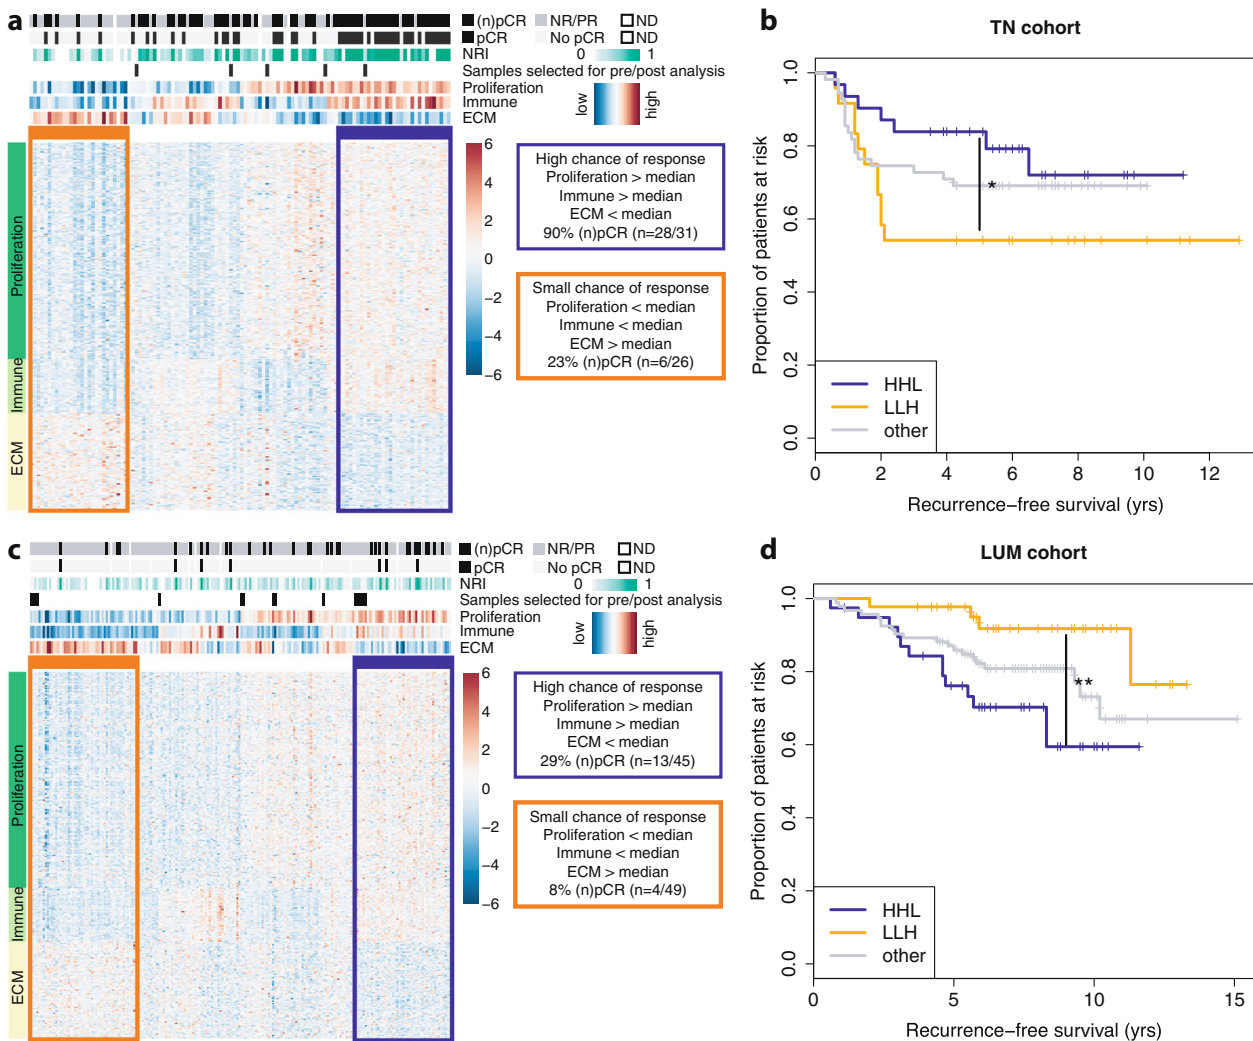 a
(n)pCR NR/PR ND
pCR No pCR ND
NRI 0 1
Samples selected for pre/post analysis
Proliferation
Immune
ECM
low
high
Proliferation
Immune
ECM
6
4
2
0
−2
−4
−6
High chance of response
Proliferation > median
Immune > median
ECM < median
90% (n)pCR (n=28/31)
Small chance of response
Proliferation < median
Immune < median
ECM > median
23% (n)pCR (n=6/26)
b
TN cohort
Proportion of patients at risk
1.0
0.8
0.6
0.4
0.2
0.0
*
HHL
LLH
other
0 2 4 6 8 10 12
Recurrence−free survival (yrs)
c
(n)pCR NR/PR ND
pCR No pCR ND
NRI 0 1
Samples selected for pre/post analysis
Proliferation
Immune
ECM
low
high
Proliferation
Immune
ECM
6
4
2
0
−2
−4
−6
High chance of response
Proliferation > median
Immune > median
ECM < median
29% (n)pCR (n=13/45)
Small chance of response
Proliferation < median
Immune < median
ECM > median
8% (n)pCR (n=4/49)
d
LUM cohort
Proportion of patients at risk
1.0
0.8
0.6
0.4
0.2
0.0
**
HHL
LLH
other
0 5 10 15
Recurrence−free survival (yrs)